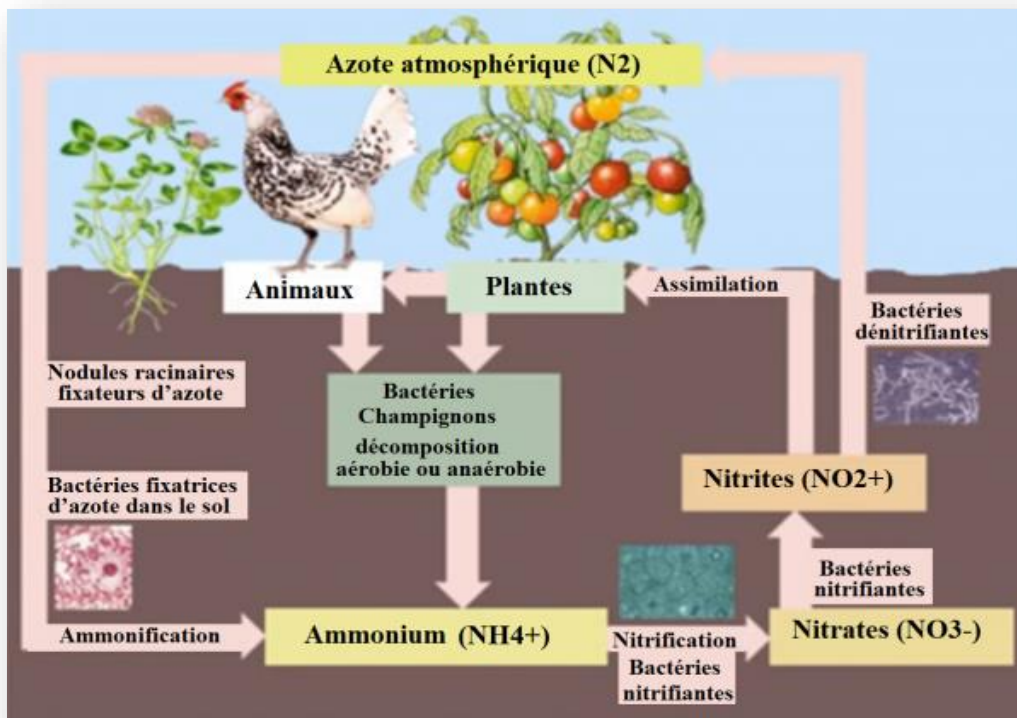 Azote atmosphérique (N2)
Animaux
Plantes
Assimilation
Bactéries
dénitrifiantes
Nodules racinaires
fixateurs d'azote
Bactéries
Champignons
décomposition
aérobie ou anaérobie
Nitrites (NO2+)
Bactéries fixatrices
d'azote dans le sol
Bactéries
nitrifiantes
Ammonification
Ammonium (NH4+)
Nitrification
Bactéries
nitrifiantes
Nitrates (NO3-)